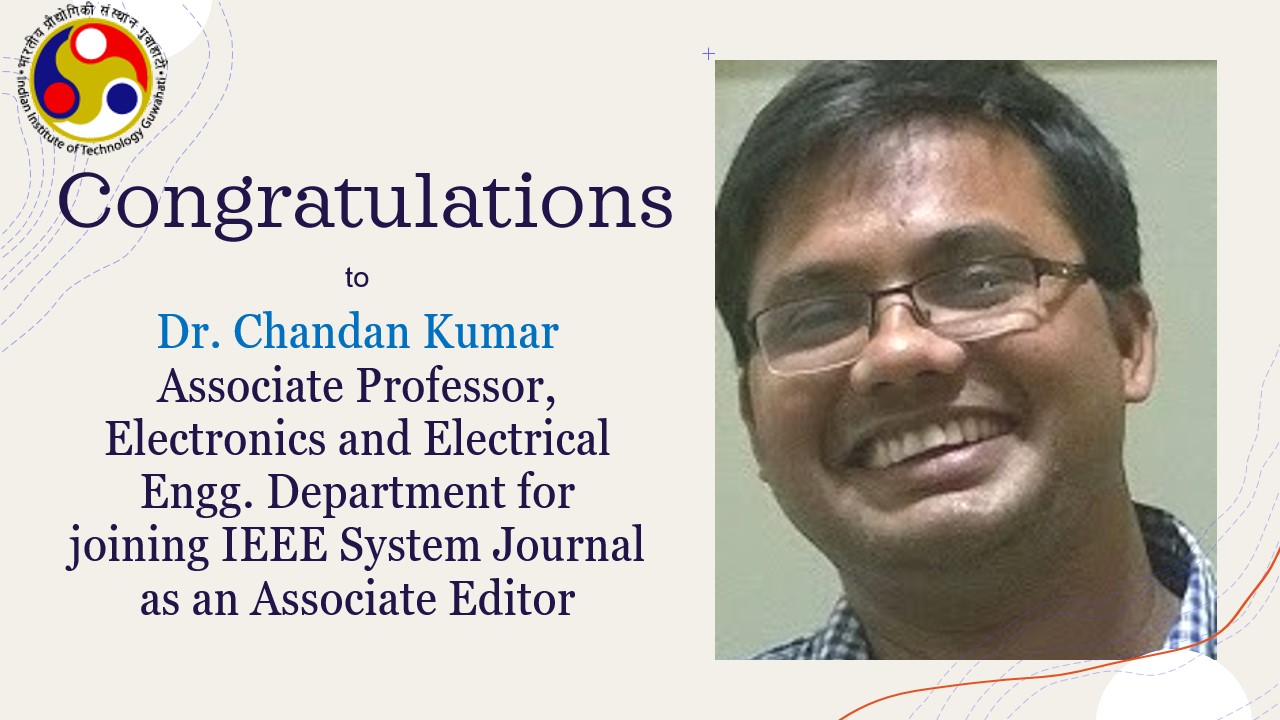 भारतीय प्रौद्योगिकी संस्थान गुवाहाटी
Indian Institute of Technology Guwahati
Congratulations
to
Dr. Chandan Kumar
Associate Professor,
Electronics and Electrical
Engg. Department for
joining IEEE System Journal
as an Associate Editor